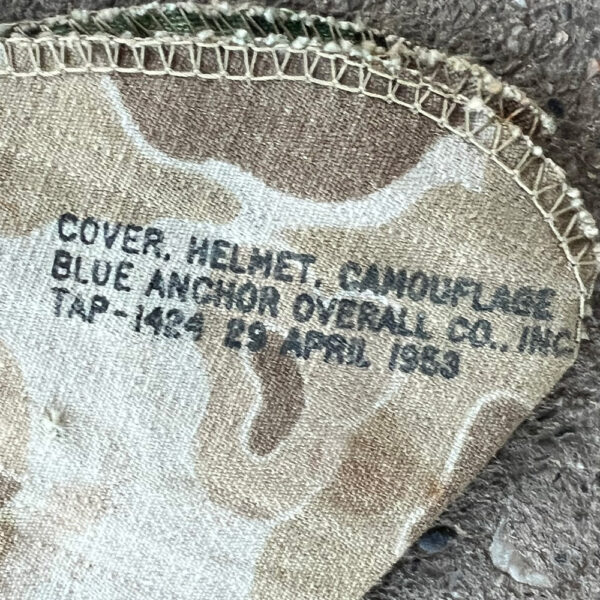 COVER, HELMET, CAMOUFLAGE
BLUE ANCHOR OVERALL CO., INC.
TAP-1424 29 APRIL 1953